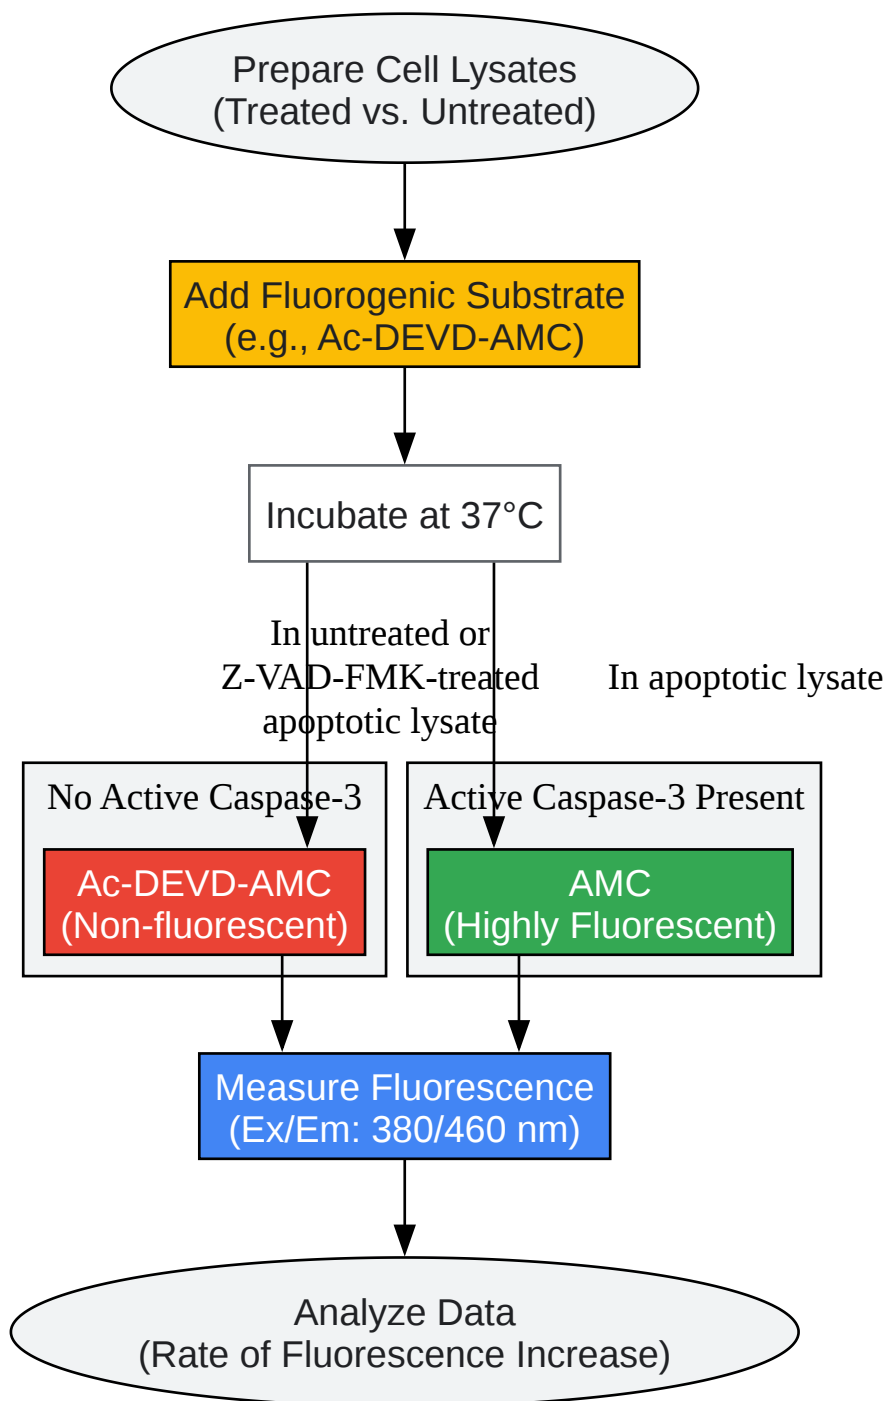 Prepare Cell Lysates
(Treated vs. Untreated)
Add Fluorogenic Substrate
(e.g., Ac-DEVD-AMC)
Incubate at 37°C
In untreated or
Z-VAD-FMK-treated
apoptotic lysate
In apoptotic lysate
No Active Caspase-3
Ac-DEVD-AMC
(Non-fluorescent)
Active Caspase-3 Present
AMC
(Highly Fluorescent)
Measure Fluorescence
(Ex/Em: 380/460 nm)
Analyze Data
(Rate of Fluorescence Increase)